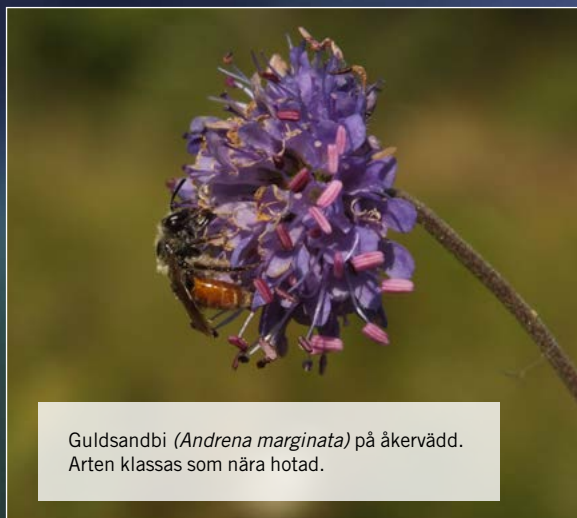 Guldsandbi (Andrena marginata) på åkervädd.
Arten klassas som nära hotad.